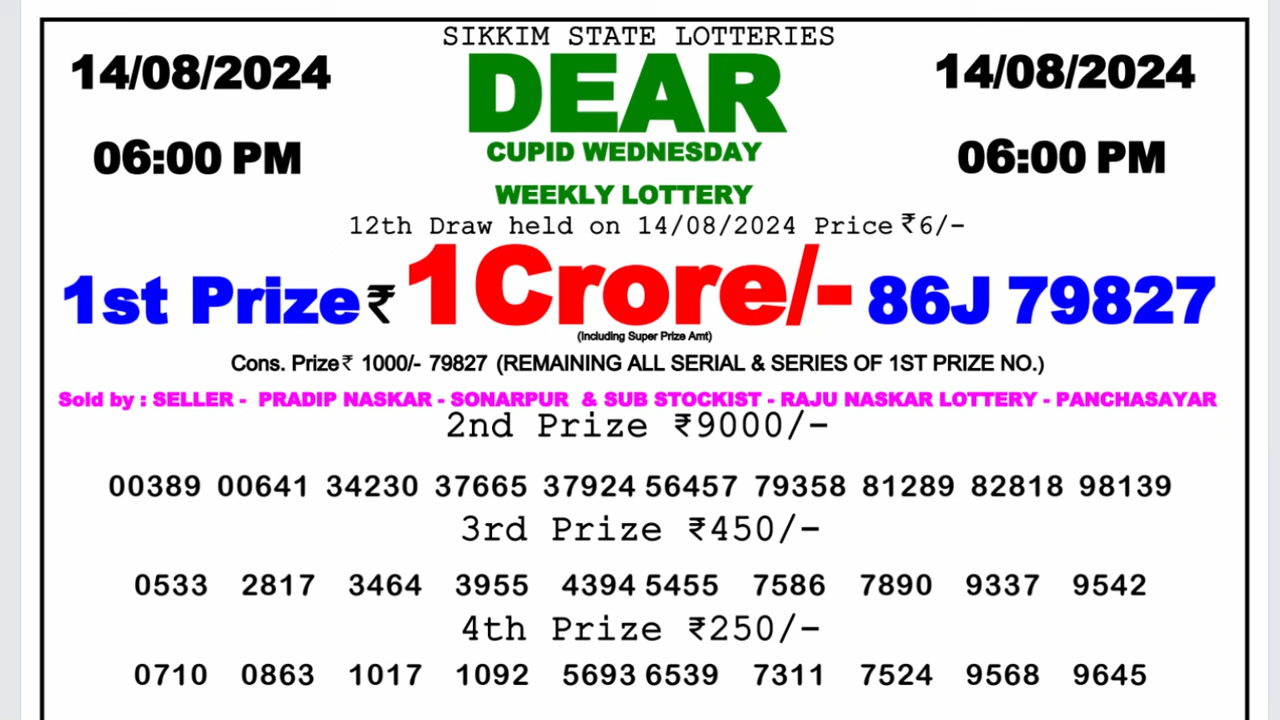 SIKKIM STATE LOTTERIES
14/08/2024 DEAR 14/08/2024
06:00 PM CUPID WEDNESDAY 06:00 PM
WEEKLY LOTTERY
12th Draw held on 14/08/2024 Price ₹6/-
1st Prize ₹ 1Crore/- 86J 79827
(Including Super Prize Amt)
Cons. Prize₹ 1000/- 79827 (REMAINING ALL SERIAL & SERIES OF 1ST PRIZE NO.)
Sold by : SELLER - PRADIP NASKAR - SONARPUR & SUB STOCKIST - RAJU NASKAR LOTTERY - PANCHASAYAR
2nd Prize ₹9000/-
00389 00641 34230 37665 37924 56457 79358 81289 82818 98139
3rd Prize ₹450/-
0533 2817 3464 3955 4394 5455 7586 7890 9337 9542
4th Prize ₹250/-
0710 0863 1017 1092 5693 6539 7311 7524 9568 9645